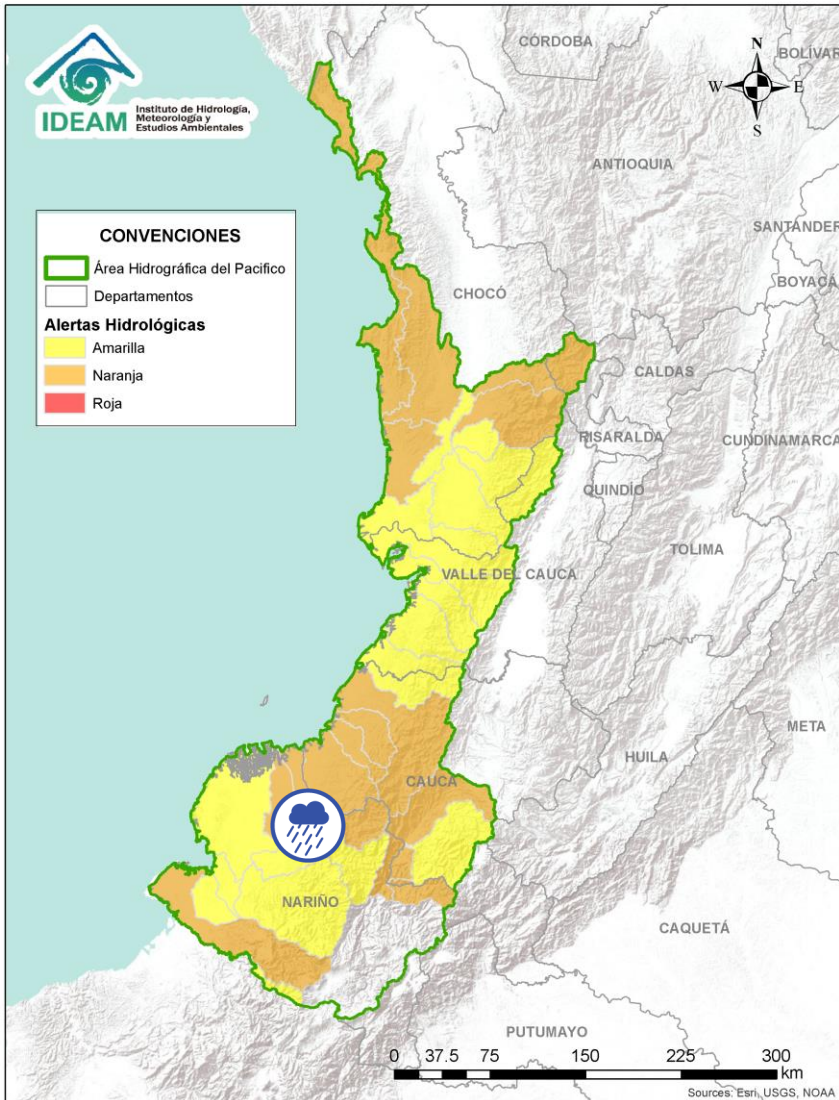 IDEAM
Instituto de Hidrología,
Meteorología y
Estudios Ambientales
CÓRDOBA
BOLÍVAR
N
W
E
S
ANTIOQUIA
SANTANDER
BOYACÁ
CONVENCIONES
Área Hidrográfica del Pacifico
Departamentos
Alertas Hidrológicas
Amarilla
Naranja
Roja
CHOCÓ
CALDAS
RISARALDA
CUNDINAMARCA
QUINDÍO
TOLIMA
VALLE DEL CAUCA
META
HUILA
CAUCA
NARIÑO
CAQUETÁ
PUTUMAYO
0 37.5 75 150 225 300
km
Sources: Esri, USGS, NOAA